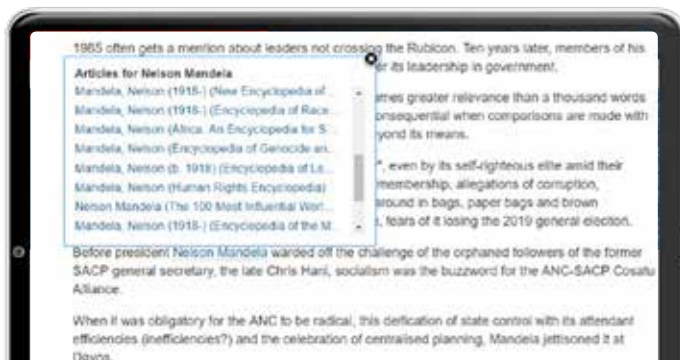 1985 often gets a mention about leaders not crossing the Rubicon. Ten years later, members of his
er its leadership in government.
Articles for Nelson Mandela
Mandela, Nelson (1918-) (New Encyclopedia of...
Mandela, Nelson (1918-) (Encyclopedia of Race...
Mandela, Nelson (Africa: An Encyclopedia for S...
Mandela, Nelson (Encyclopedia of Genocide an...
Mandela, Nelson (b. 1918) (Encyclopedia of Le...
Mandela, Nelson (Human Rights Encyclopedia)
Nelson Mandela (The 100 Most Influential Worl...
Mandela, Nelson (1918-) (Encyclopedia of the M...
mes greater relevance than a thousand words
onsequential when comparisons are made with
yond its means.
", even by its self-righteous elite amid their
membership, allegations of corruption,
around in bags, paper bags and brown
, fears of it losing the 2019 general election.
Before president Nelson Mandela warded off the challenge of the orphaned followers of the former
SACP general secretary, the late Chris Hani, socialism was the buzzword for the ANC-SACP Cosatu
Alliance.
When it was obligatory for the ANC to be radical, this deification of state control with its attendant
efficiencies (inefficiencies?) and the celebration of centralised planning, Mandela jettisoned it at
Davos.